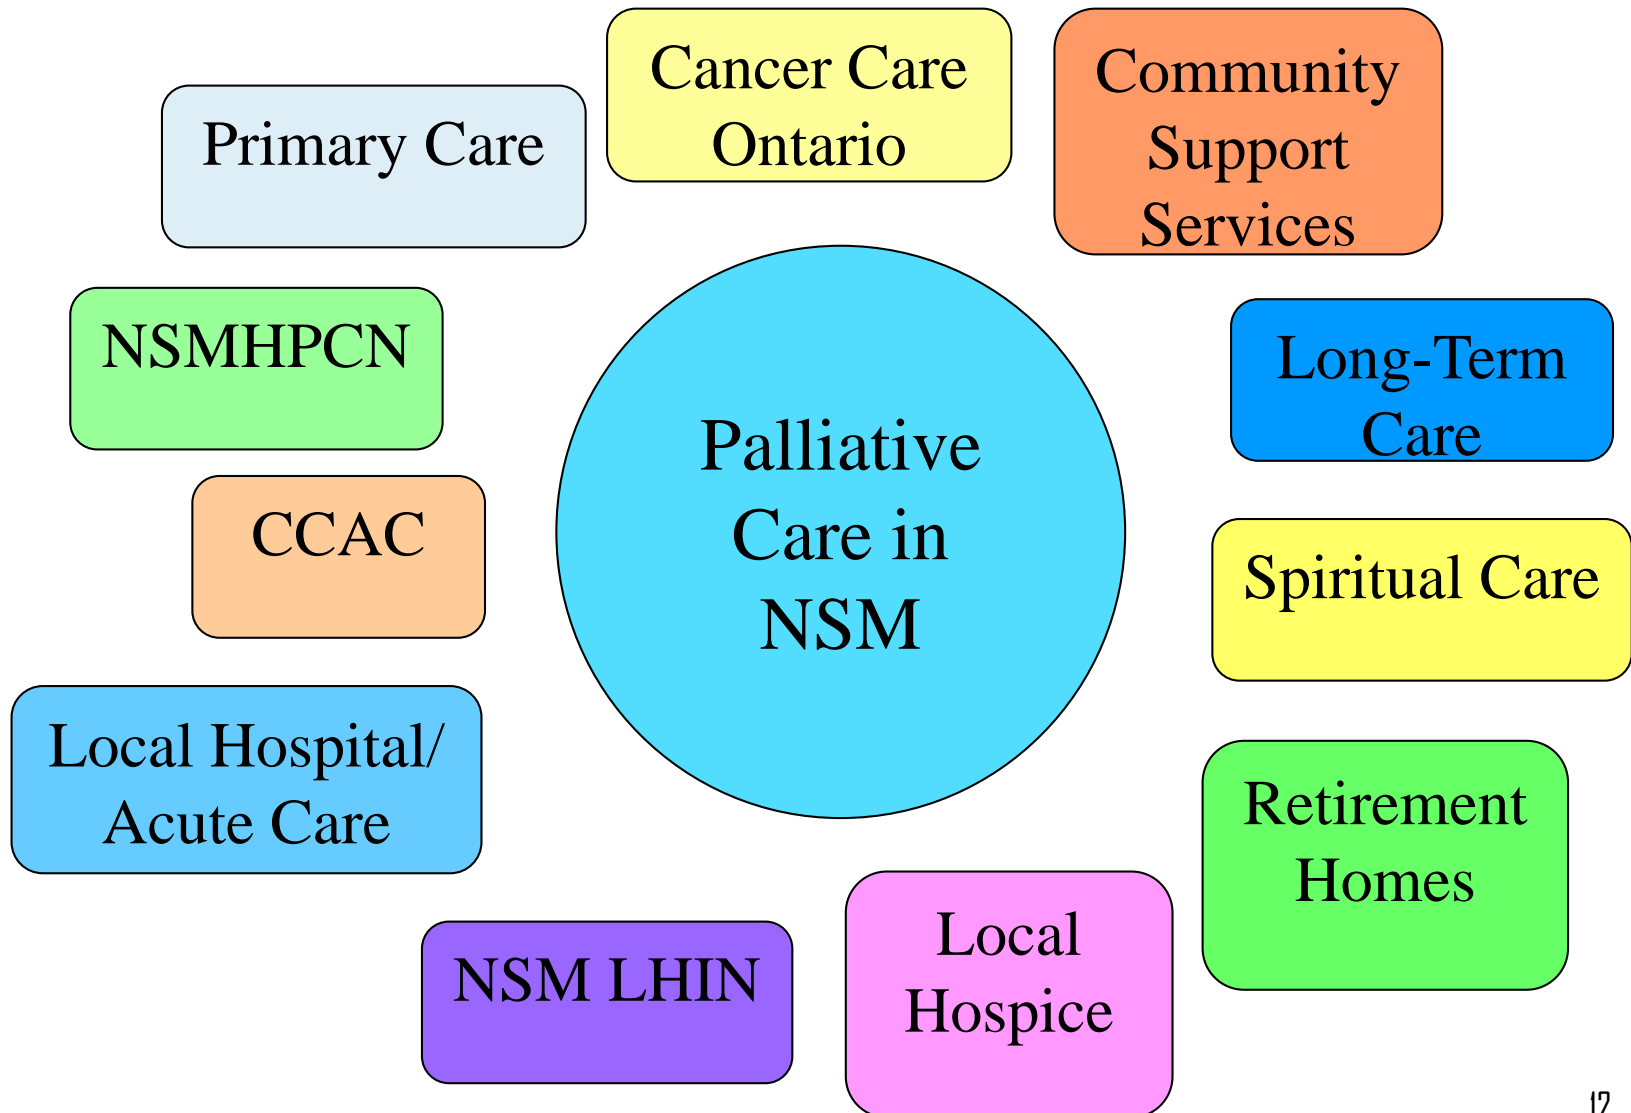 Cancer Care
Ontario
Community
Support
Services
Primary Care
NSMHPCN
Long-Term
Care
Palliative
Care in
NSM
CCAC
Spiritual Care
Local Hospital/
Acute Care
Retirement
Homes
NSM LHIN
Local
Hospice
17